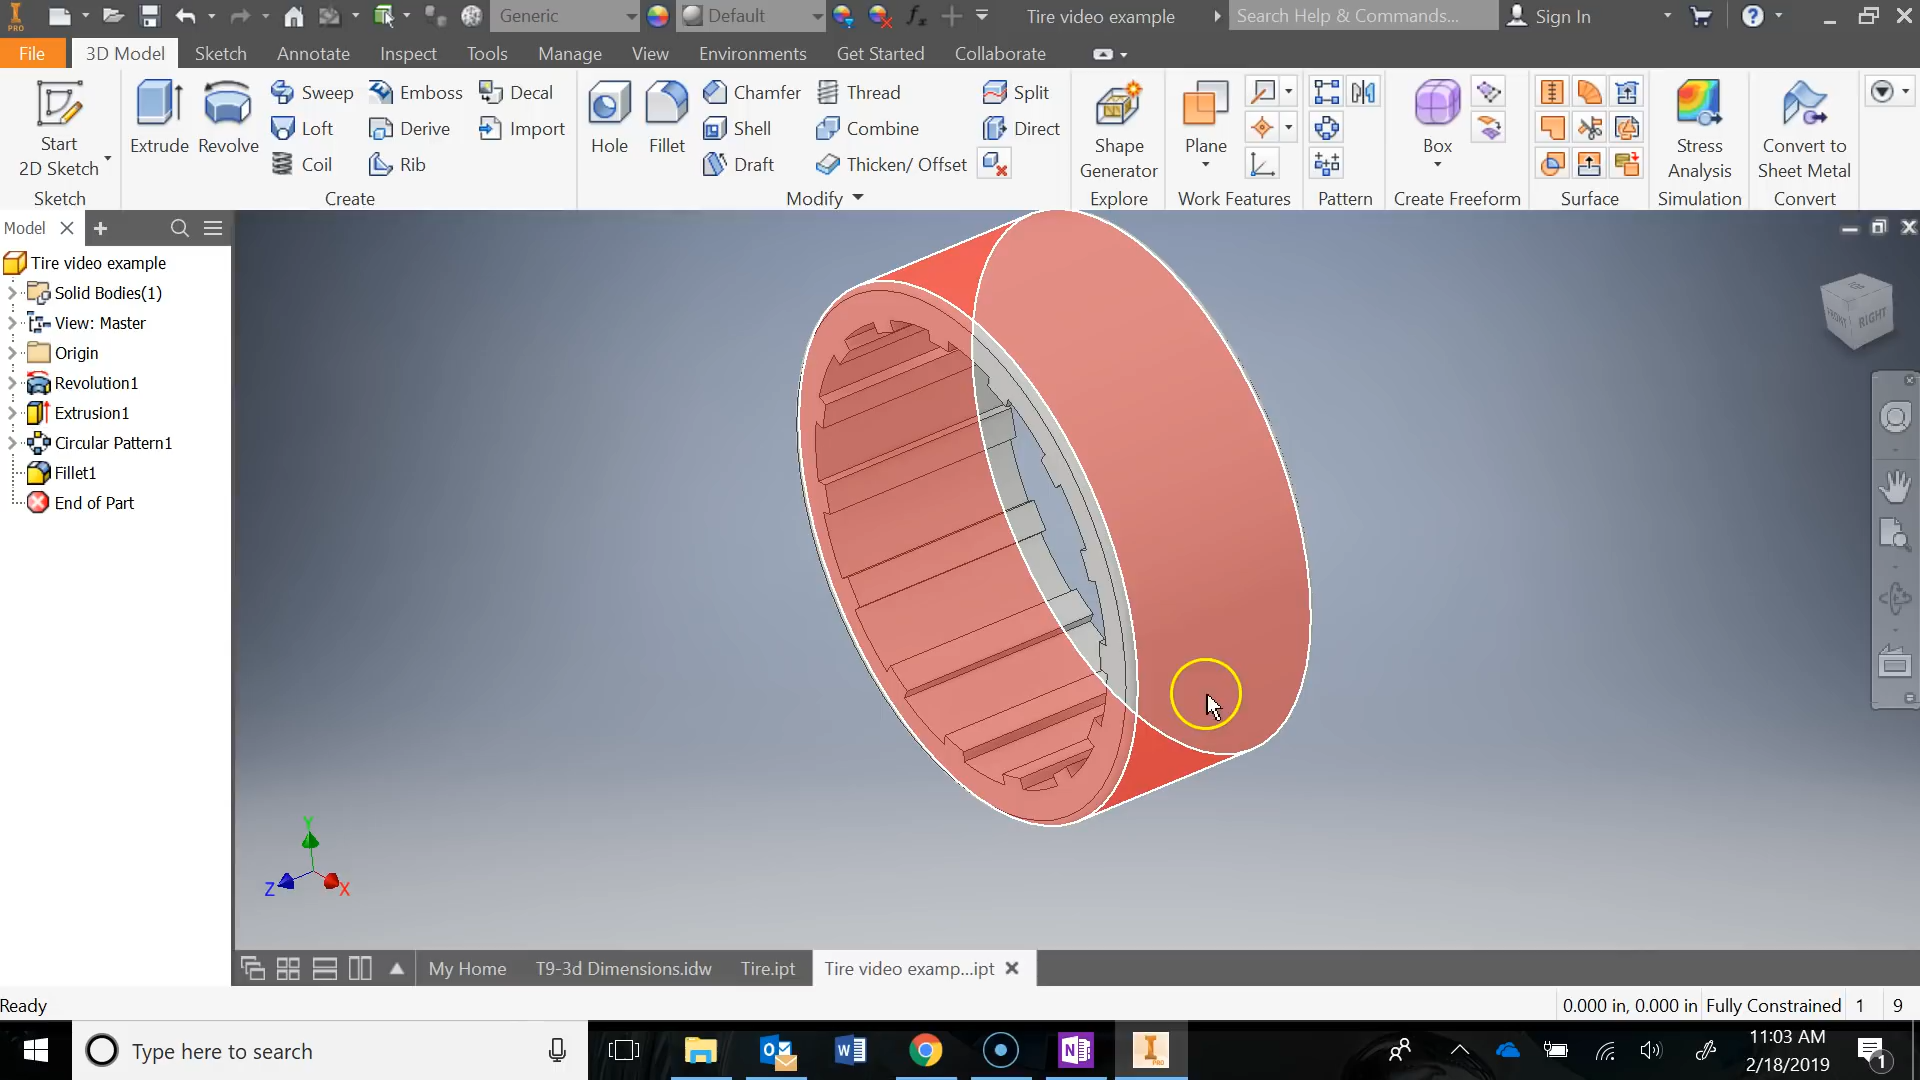 PRO
Generic
Default
fx
Tire video example
Search Help & Commands...
Sign In
File
3D Model
Sketch
Annotate
Inspect
Tools
Manage
View
Environments
Get Started
Collaborate
Start
2D Sketch
Sketch
Extrude
Revolve
Sweep
Loft
Coil
Emboss
Derive
Rib
Decal
Import
Create
Hole
Fillet
Chamfer
Shell
Draft
Thread
Combine
Thicken/ Offset
Split
Direct
Modify
Shape
Generator
Explore
Plane
Work Features
Pattern
Box
Create Freeform
Surface
Stress
Analysis
Simulation
Convert to
Sheet Metal
Convert
Model
Tire video example
Solid Bodies(1)
View: Master
Origin
Revolution1
Extrusion1
Circular Pattern1
Fillet1
End of Part
TOP
FRONT
RIGHT
Y
Z
X
My Home
T9-3d Dimensions.idw
Tire.ipt
Tire video examp...ipt
Ready
0.000 in, 0.000 in
Fully Constrained
1
9
Type here to search
11:03 AM
2/18/2019
1